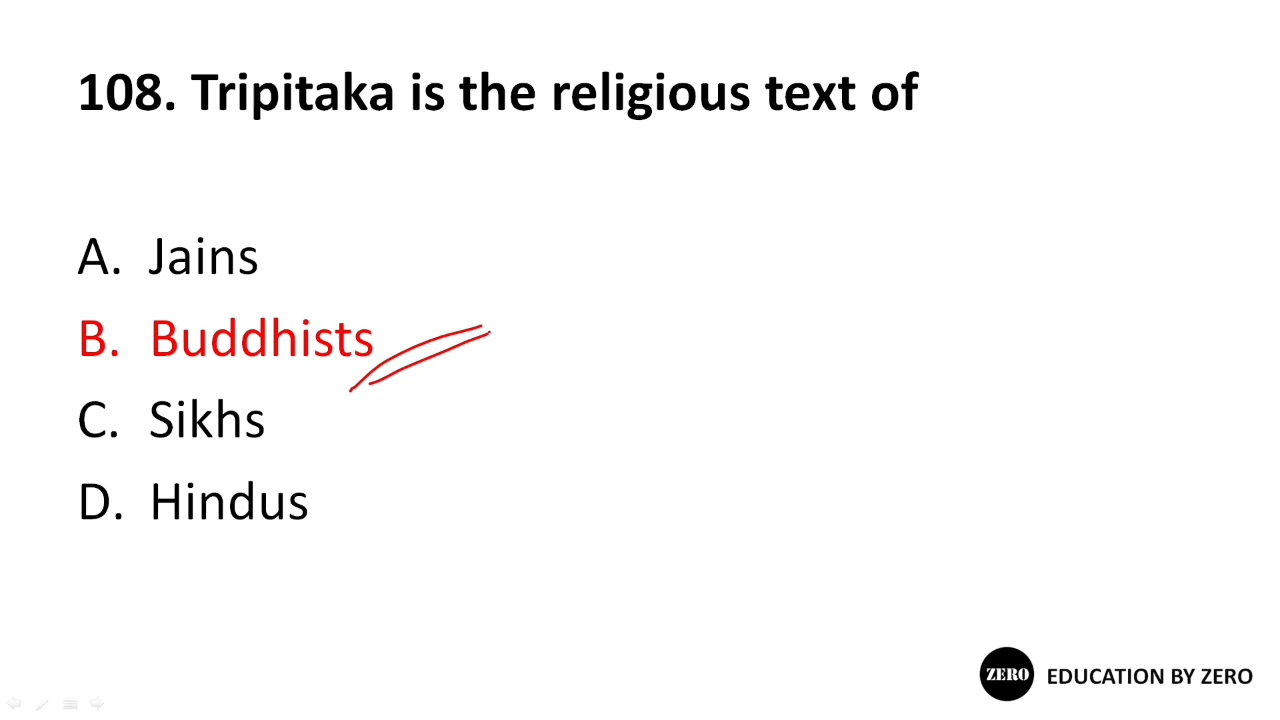 108. Tripitaka is the religious text of
A. Jains
B. Buddhists
C. Sikhs
D. Hindus
ZERO EDUCATION BY ZERO